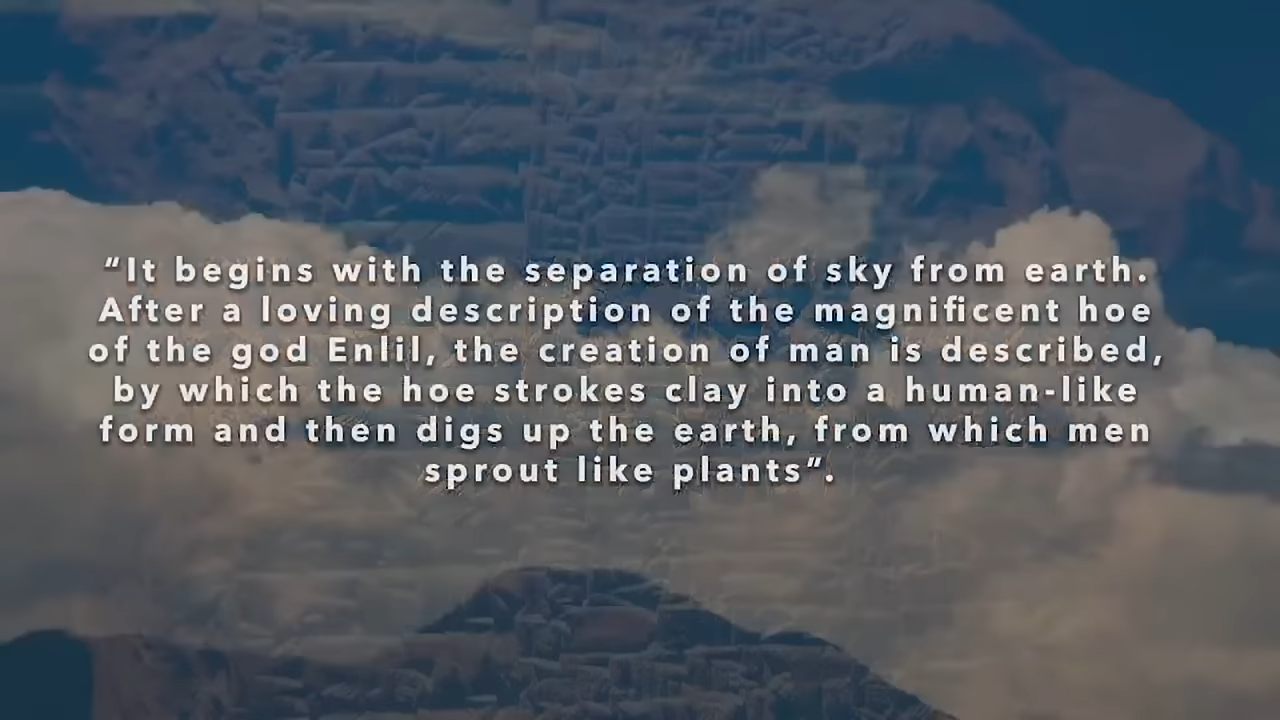 “It begins with the separation of sky from earth.
After a loving description of the magnificent hoe
of the god Enlil, the creation of man is described,
by which the hoe strokes clay into a human-like
form and then digs up the earth, from which men
sprout like plants”.